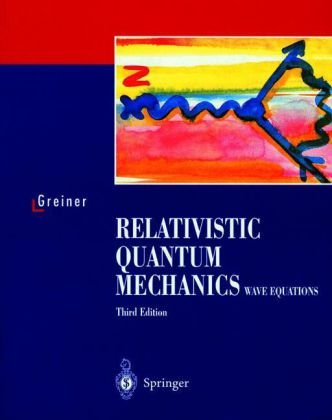 Greiner
RELATIVISTIC
QUANTUM
MECHANICS WAVE EQUATIONS
Third Edition
Springer